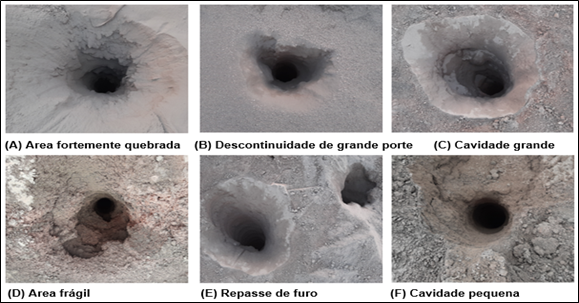 (A) Area fortemente quebrada
(B) Descontinuidade de grande porte
(C) Cavidade grande
(D) Area frágil
(E) Repasse de furo
(F) Cavidade pequena